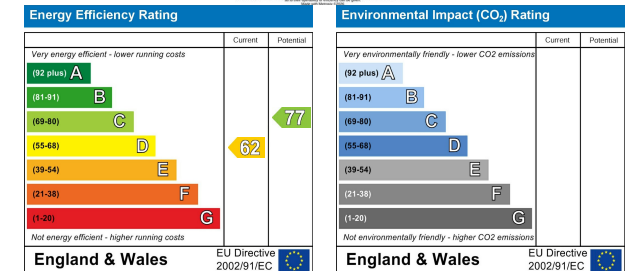 Energy Efficiency Rating
Current
Potential
Very energy efficient - lower running costs
(92 plus) A
(81-91) B
(69-80) C
(55-68) D
(39-54) E
(21-38) F
(1-20) G
77
62
Not energy efficient - higher running costs
England & Wales
EU Directive
2002/91/EC
Environmental Impact (CO2) Rating
Current
Potential
Very environmentally friendly - lower CO2 emissions
(92 plus) A
(81-91) B
(69-80) C
(55-68) D
(39-54) E
(21-38) F
(1-20) G
Not environmentally friendly - higher CO2 emissions
England & Wales
EU Directive
2002/91/EC